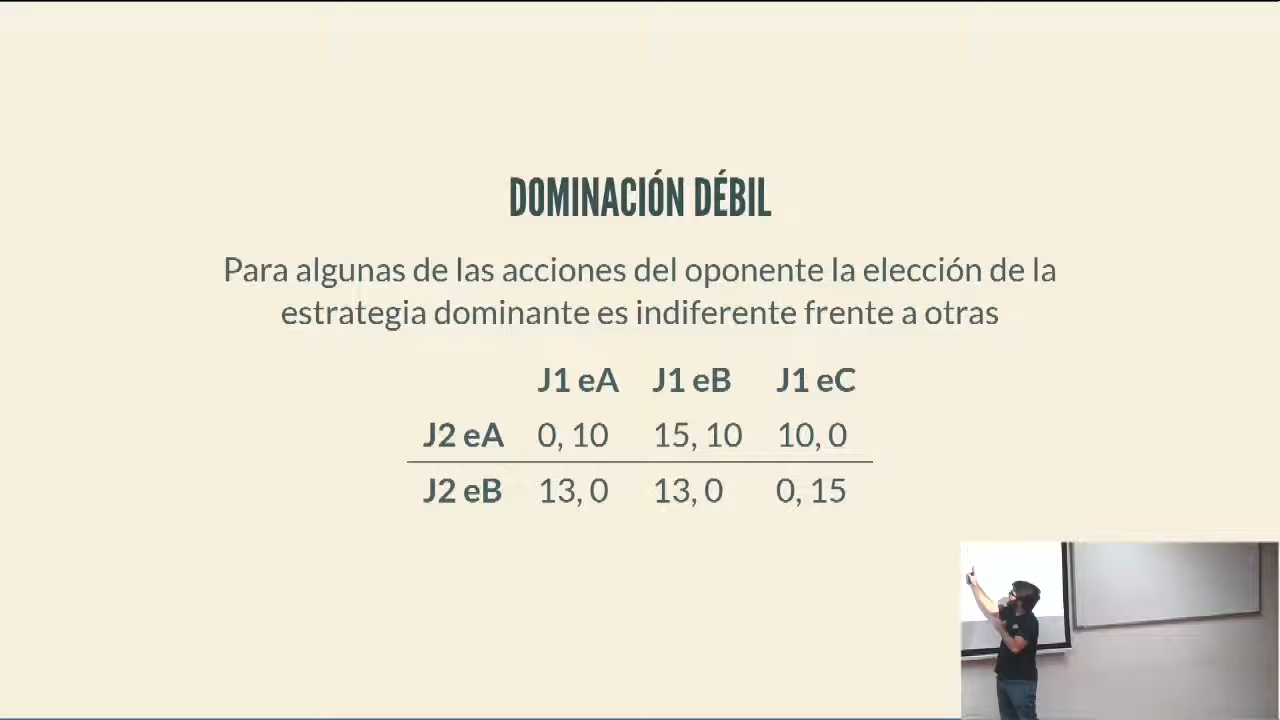 DOMINACIÓN DÉBIL
Para algunas de las acciones del oponente la elección de la
estrategia dominante es indiferente frente a otras
J1 eA J1 eB J1 eC
J2 eA 0, 10 15, 10 10, 0
J2 eB 13, 0 13, 0 0, 15